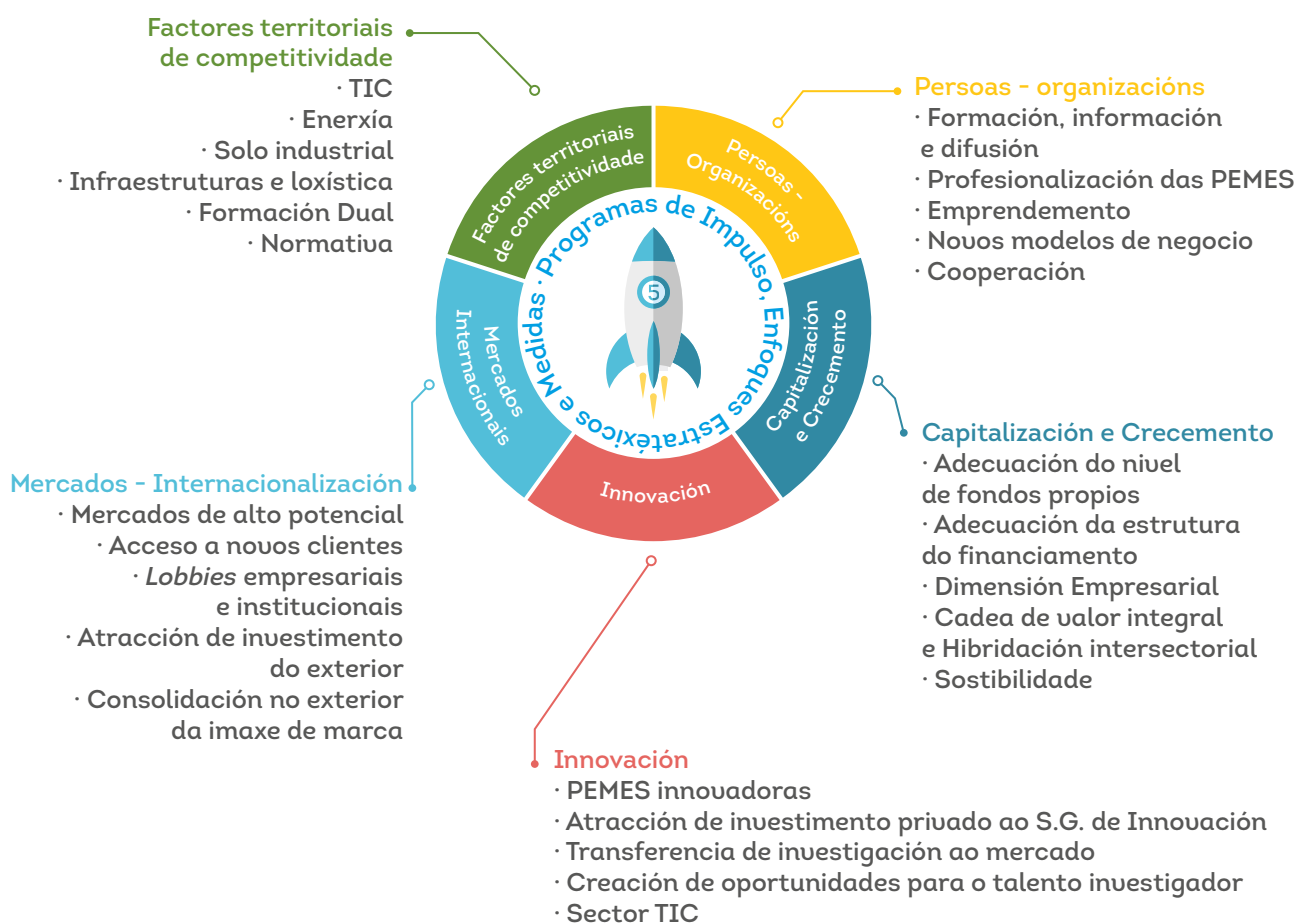 Factores territoriais
de competitividade
· TIC
· Enerxía
· Solo industrial
· Infraestruturas e loxística
· Formación Dual
· Normativa
Persoas - organizacións
· Formación, información
e difusión
· Profesionalización das PEMES
· Emprendemento
· Novos modelos de negocio
· Cooperación
Factores territoriais
de competitividade
Persoas -
Organizacións
Capitalización
e Crecemento
Innovación
Mercados
Internacionais
Programas de Impulso, Enfoques Estratéxicos e Medidas ·
5
Capitalización e Crecemento
· Adecuación do nivel
de fondos propios
· Adecuación da estrutura
do financiamento
· Dimensión Empresarial
· Cadea de valor integral
e Hibridación intersectorial
· Sostibilidade
Mercados - Internacionalización
· Mercados de alto potencial
· Acceso a novos clientes
· Lobbies empresariais
e institucionais
· Atracción de investimento
do exterior
· Consolidación no exterior
da imaxe de marca
Innovación
· PEMES innovadoras
· Atracción de investimento privado ao S.G. de Innovación
· Transferencia de investigación ao mercado
· Creación de oportunidades para o talento investigador
· Sector TIC